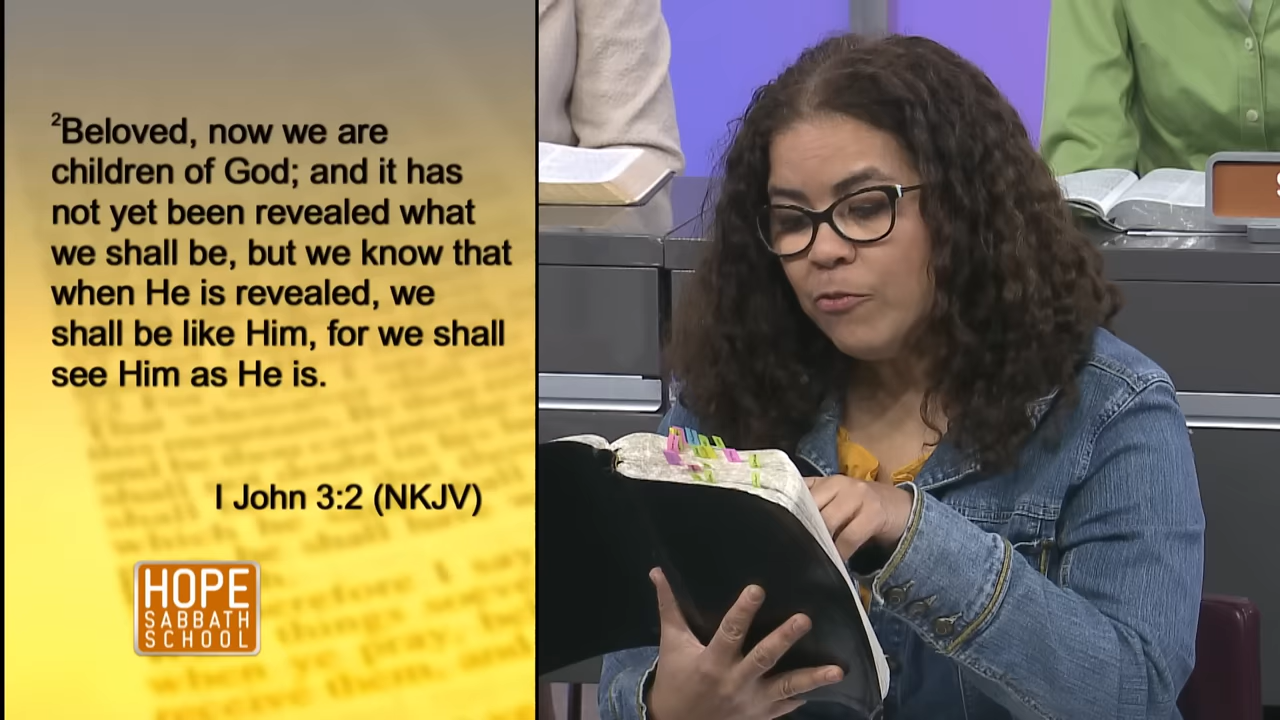 ²Beloved, now we are
children of God; and it has
not yet been revealed what
we shall be, but we know that
when He is revealed, we
shall be like Him, for we shall
see Him as He is.
I John 3:2 (NKJV)
HOPE
SABBATH
SCHOOL